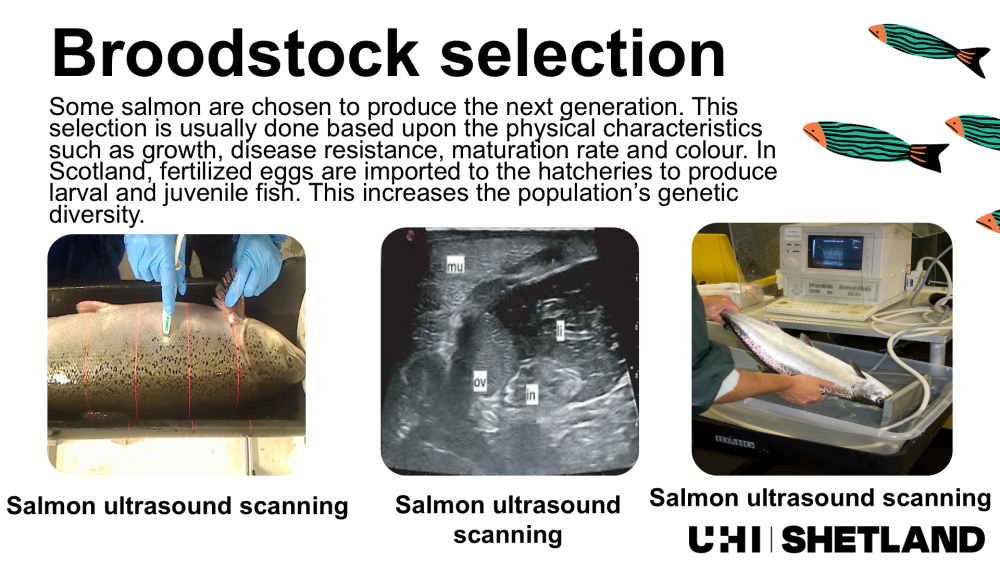 Broodstock selection
Some salmon are chosen to produce the next generation. This
selection is usually done based upon the physical characteristics
such as growth, disease resistance, maturation rate and colour. In
Scotland, fertilized eggs are imported to the hatcheries to produce
larval and juvenile fish. This increases the population’s genetic
diversity.
mu
li
ov
in
Salmon ultrasound scanning
Salmon ultrasound
scanning
Salmon ultrasound scanning
UHI | SHETLAND